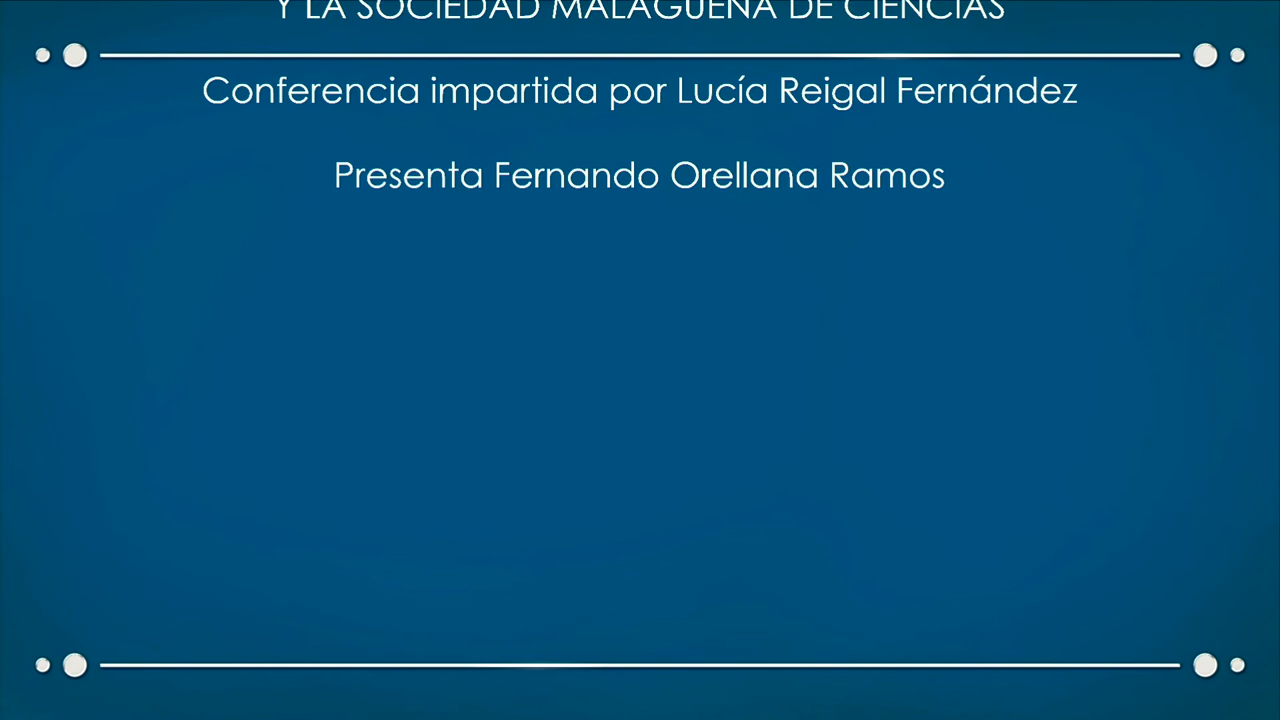 Y LA SOCIEDAD MALAGUEÑA DE CIENCIAS
Conferencia impartida por Lucía Reigal Fernández
Presenta Fernando Orellana Ramos